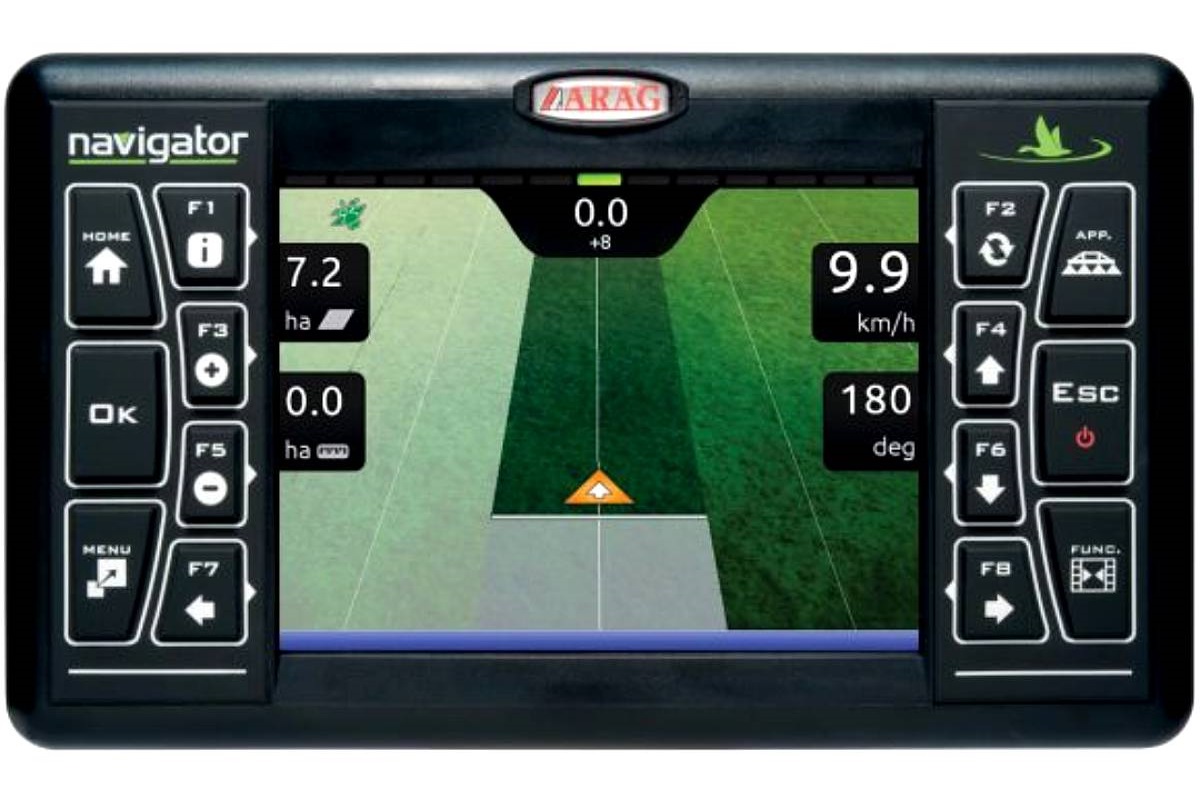 ARAG
navigator
HOME
F1
i
F3
OK
F5
MENU
F7
0.0
+8
7.2
ha
0.0
ha
9.9
km/h
180
deg
F2
APP.
F4
ESC
F6
FUNC.
F8